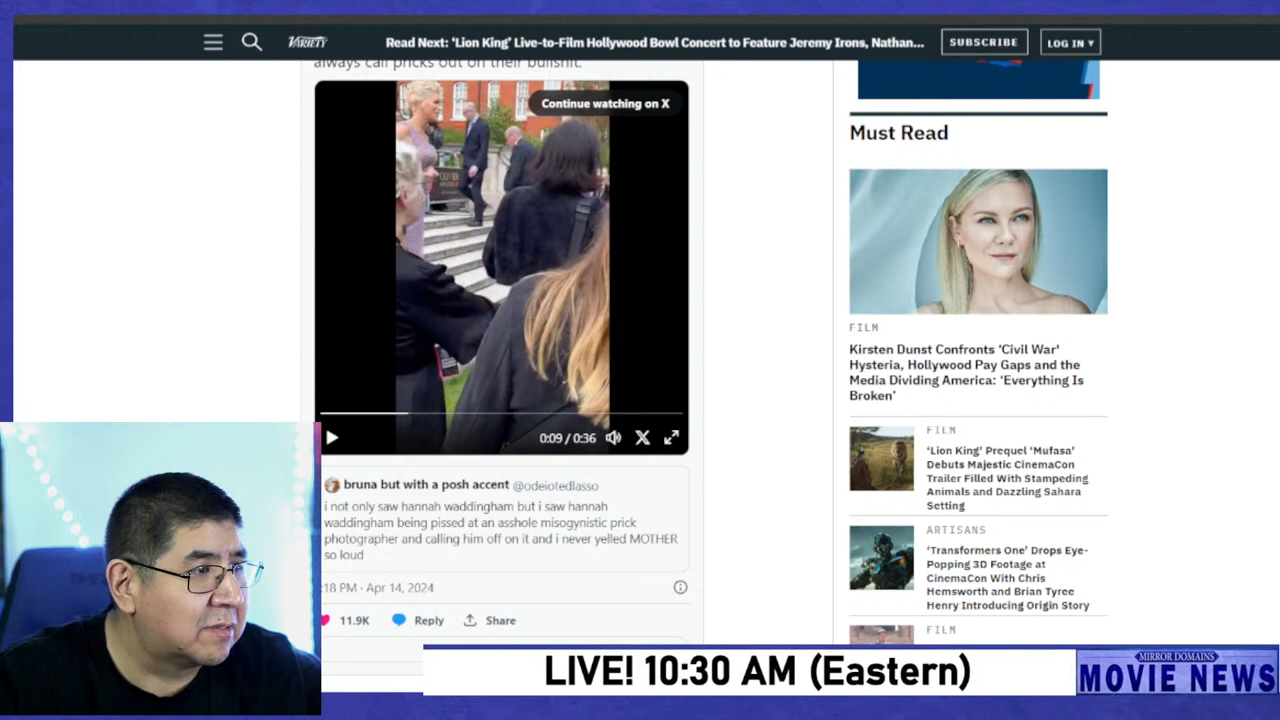 VARIETY
Read Next: ‘Lion King’ Live-to-Film Hollywood Bowl Concert to Feature Jeremy Irons, Nathan...
SUBSCRIBE
LOG IN ▾
always call pricks out on their bullshit.
Continue watching on X
0:09 / 0:36
bruna but with a posh accent @odeiotedlasso
i not only saw hannah waddingham but i saw hannah
waddingham being pissed at an asshole misogynistic prick
photographer and calling him off on it and i never yelled MOTHER
so loud
:18 PM · Apr 14, 2024
11.9K
Reply
Share
Must Read
FILM
Kirsten Dunst Confronts ‘Civil War’
Hysteria, Hollywood Pay Gaps and the
Media Dividing America: ‘Everything Is
Broken’
FILM
‘Lion King’ Prequel ‘Mufasa’
Debuts Majestic CinemaCon
Trailer Filled With Stampeding
Animals and Dazzling Sahara
Setting
ARTISANS
‘Transformers One’ Drops Eye-
Popping 3D Footage at
CinemaCon With Chris
Hemsworth and Brian Tyree
Henry Introducing Origin Story
FILM
LIVE! 10:30 AM (Eastern)
MIRROR DOMAINS
MOVIE NEWS